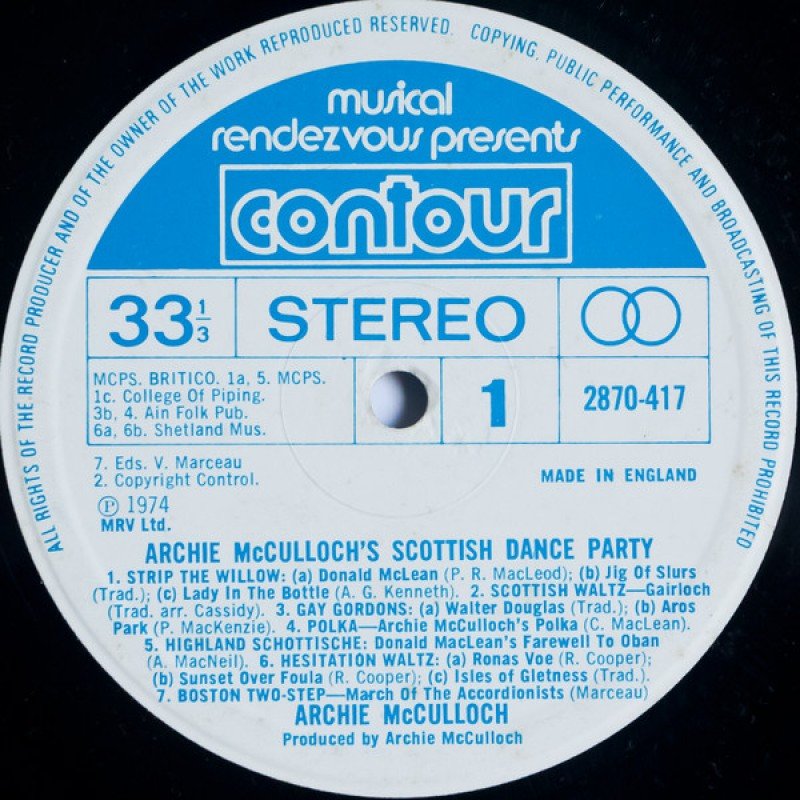 ALL RIGHTS OF THE RECORD PRODUCER AND OF THE OWNER OF THE WORK REPRODUCED RESERVED. COPYING, PUBLIC PERFORMANCE AND BROADCASTING OF THIS RECORD PROHIBITED
musical
rendezvous presents
contour
33 1/3
STEREO
MCPS. BRITICO. 1a, 5. MCPS.
1c. College Of Piping.
3b, 4. Ain Folk Pub.
6a, 6b. Shetland Mus.
1
2870-417
7. Eds. V. Marceau
2. Copyright Control.
MADE IN ENGLAND
℗ 1974
MRV Ltd.
ARCHIE McCULLOCH'S SCOTTISH DANCE PARTY
1. STRIP THE WILLOW: (a) Donald McLean (P. R. MacLeod); (b) Jig Of Slurs
(Trad.); (c) Lady In The Bottle (A. G. Kenneth). 2. SCOTTISH WALTZ—Gairloch
(Trad. arr. Cassidy). 3. GAY GORDONS: (a) Walter Douglas (Trad.); (b) Aros
Park (P. MacKenzie). 4. POLKA—Archie McCulloch's Polka (C. MacLean).
5. HIGHLAND SCHOTTISCHE: Donald MacLean's Farewell To Oban
(A. MacNeil). 6. HESITATION WALTZ: (a) Ronas Voe (R. Cooper);
(b) Sunset Over Foula (R. Cooper); (c) Isles of Gletness (Trad.).
7. BOSTON TWO-STEP—March Of The Accordionists (Marceau)
ARCHIE McCULLOCH
Produced by Archie McCulloch